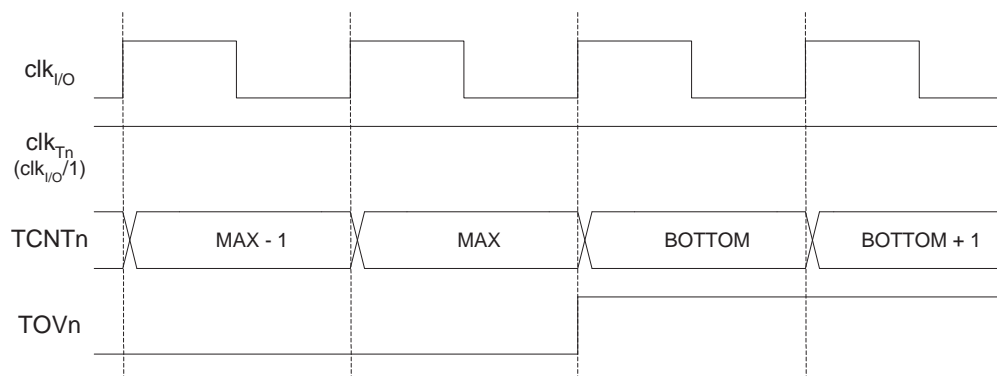 clkI/O
clkTn
(clkI/O/1)
TCNTn
MAX - 1
MAX
BOTTOM
BOTTOM + 1
TOVn